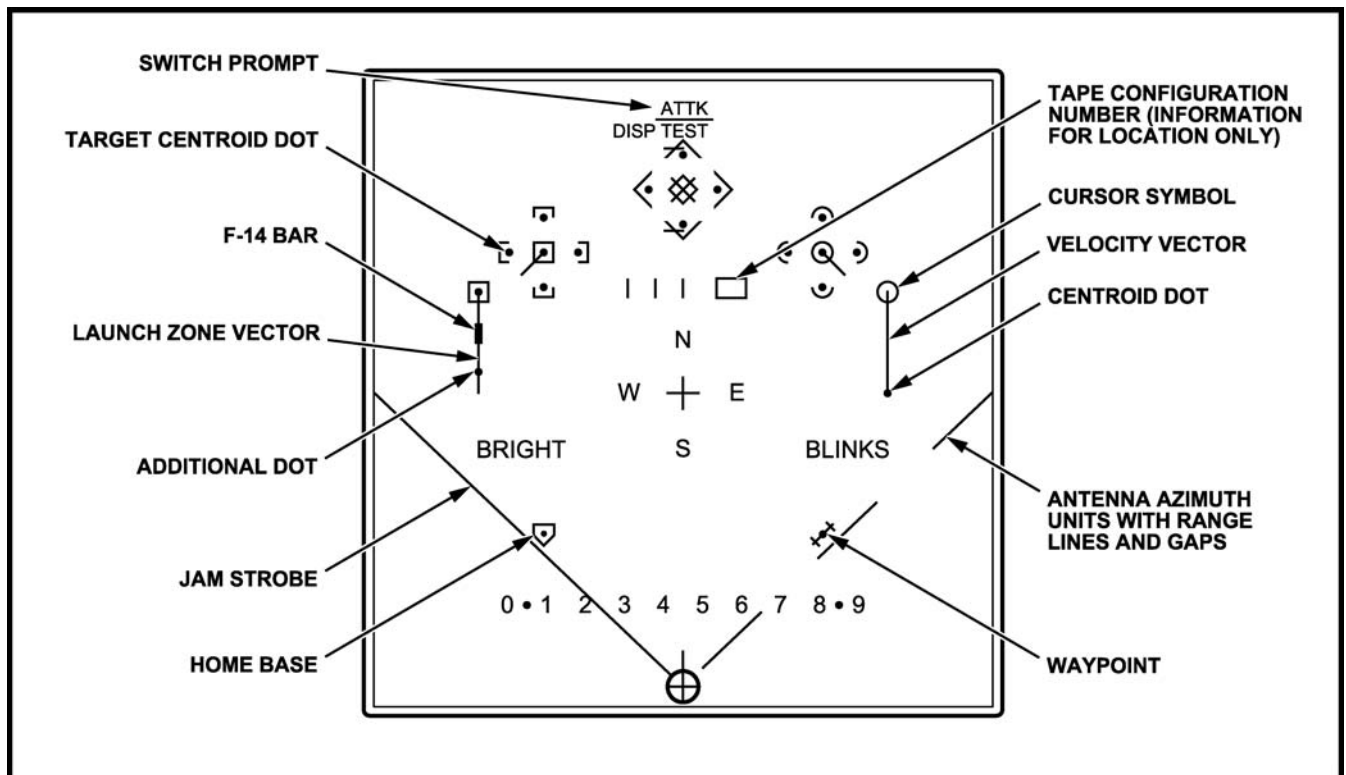 SWITCH PROMPT
TARGET CENTROID DOT
F-14 BAR
LAUNCH ZONE VECTOR
ADDITIONAL DOT
JAM STROBE
HOME BASE
ATTK
DISP TEST
N
W E
S
BRIGHT
BLINKS
0 • 1 2 3 4 5 6 7 8 • 9
TAPE CONFIGURATION
NUMBER (INFORMATION
FOR LOCATION ONLY)
CURSOR SYMBOL
VELOCITY VECTOR
CENTROID DOT
ANTENNA AZIMUTH
UNITS WITH RANGE
LINES AND GAPS
WAYPOINT